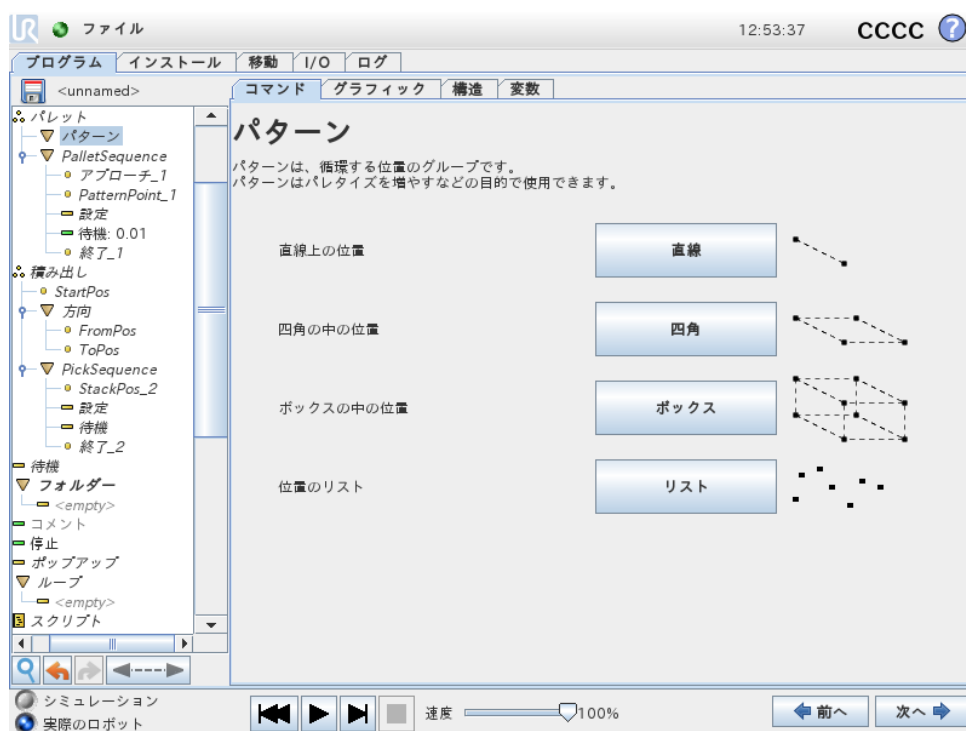 UR ファイル 12:53:37 CCCC ?
プログラム インストール 移動 I/O ログ
<unnamed>
コマンド グラフィック 構造 変数
パレット
パターン
PalletSequence
アプローチ_1
PatternPoint_1
設定
待機: 0.01
終了_1
積み出し
StartPos
方向
FromPos
ToPos
PickSequence
StackPos_2
設定
待機
終了_2
待機
フォルダー
<empty>
コメント
停止
ポップアップ
ループ
<empty>
スクリプト
パターン
パターンは、循環する位置のグループです。
パターンはパレタイズを増やすなどの目的で使用できます。
直線上の位置 直線
四角の中の位置 四角
ボックスの中の位置 ボックス
位置のリスト リスト
シミュレーション
実際のロボット
速度 100%
前へ 次へ